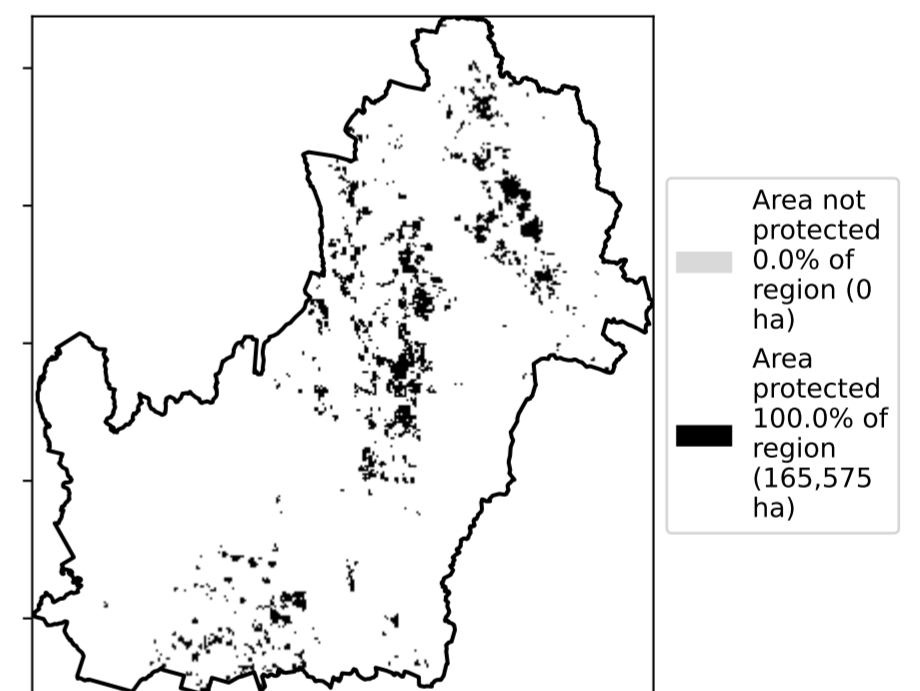 Area not
protected
0.0% of
region (0
ha)
Area
protected
100.0% of
region
(165,575
ha)